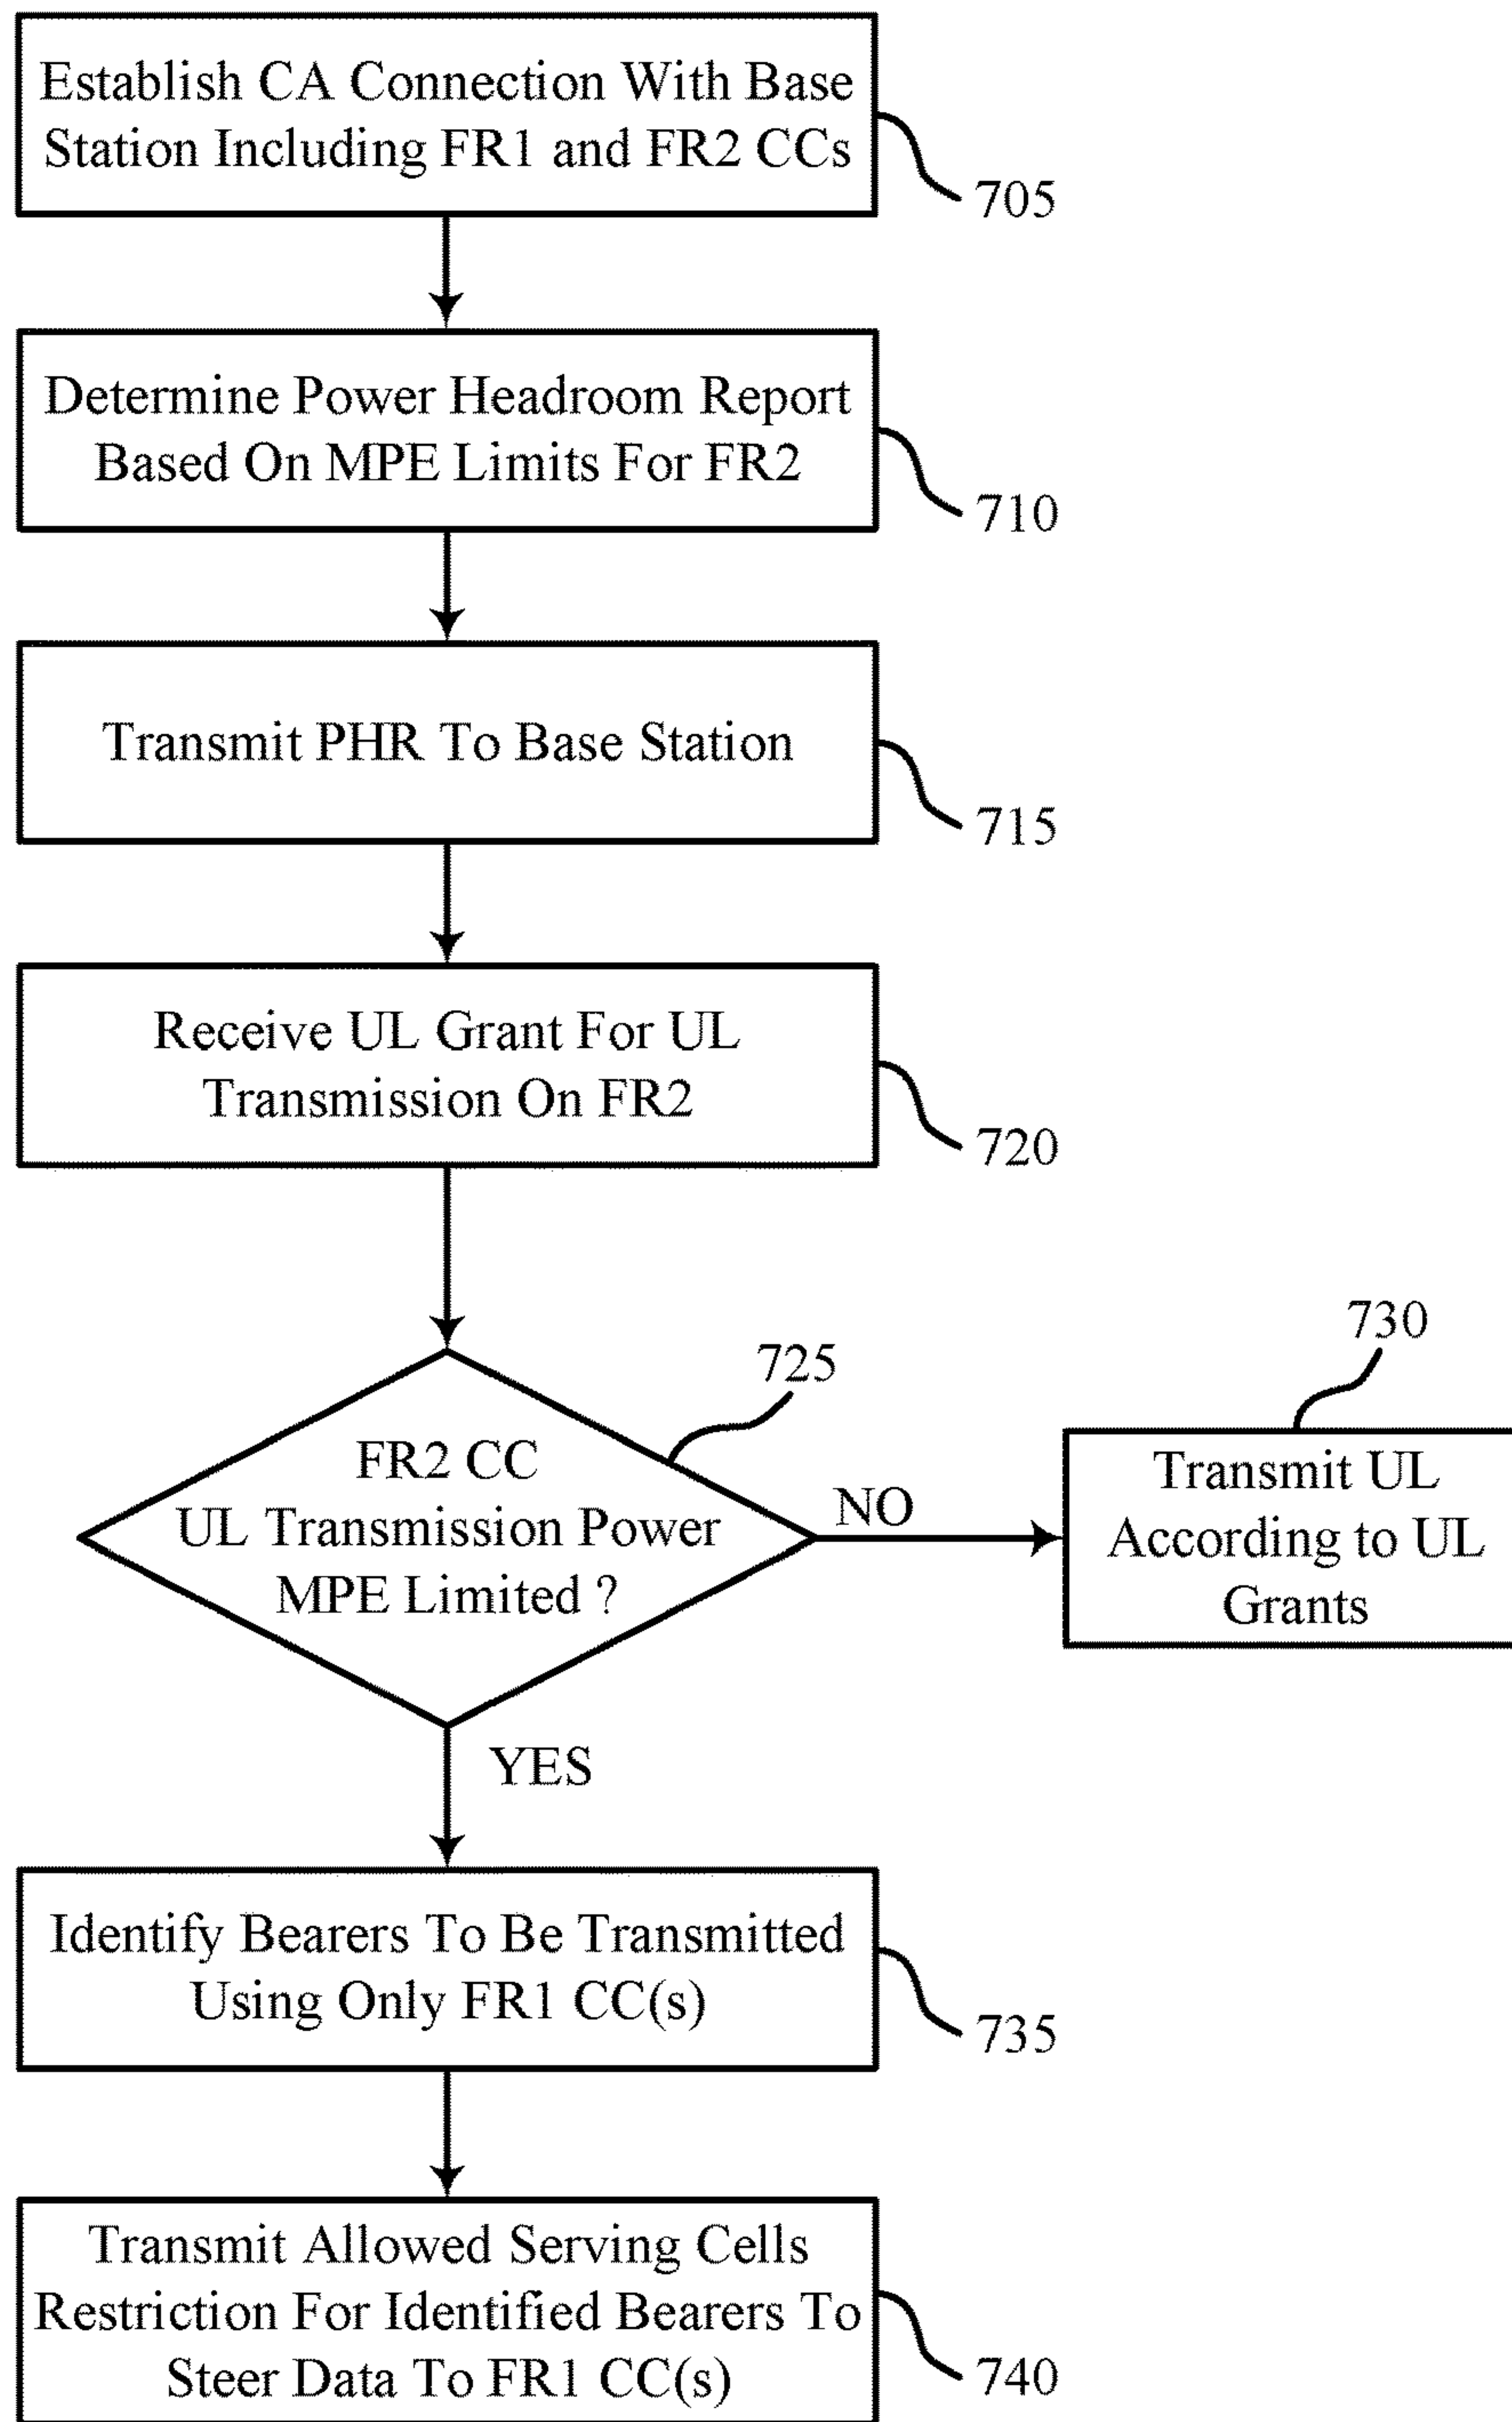 Establish CA Connection With Base
Station Including FR1 and FR2 CCs
705
Determine Power Headroom Report
Based On MPE Limits For FR2
710
Transmit PHR To Base Station
715
Receive UL Grant For UL
Transmission On FR2
720
725
FR2 CC
UL Transmission Power
MPE Limited ?
NO
730
Transmit UL
According to UL
Grants
YES
Identify Bearers To Be Transmitted
Using Only FR1 CC(s)
735
Transmit Allowed Serving Cells
Restriction For Identified Bearers To
Steer Data To FR1 CC(s)
740